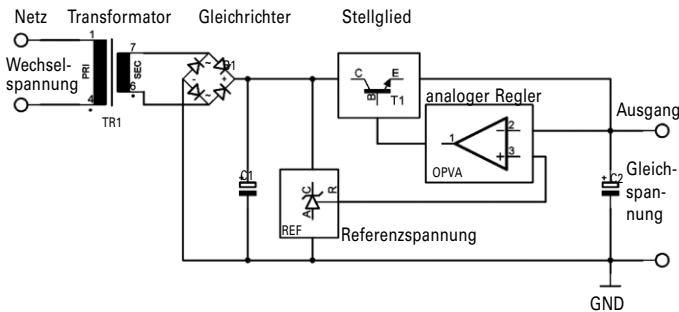 Netz
Transformator
Gleichrichter
Stellglied
Wechsel-
spannung
1
4
PRI
SEC
7
6
TR1
~
~
-
+
B1
C
E
B
T1
analoger Regler
1
2
3
-
+
OPVA
Ausgang
+
C1
C
R
A
REF
Referenzspannung
+
C2
Gleich-
span-
nung
GND